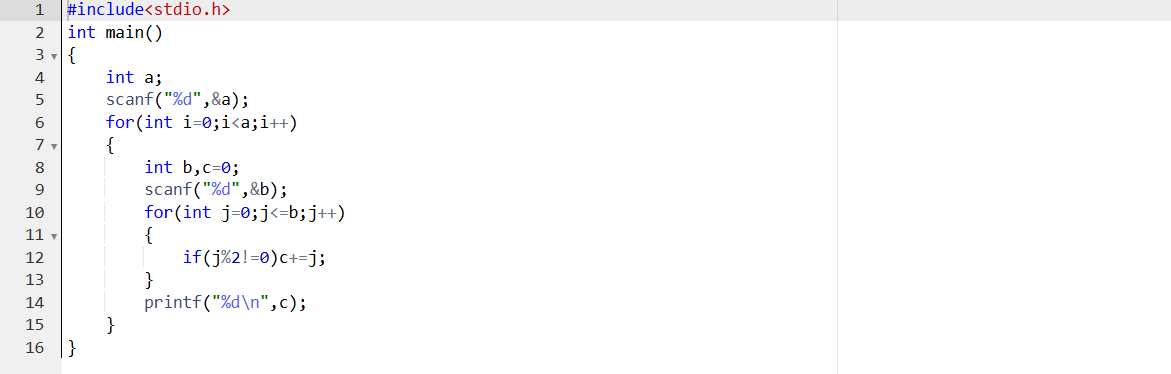 1 #include<stdio.h>
2 int main()
3 {
4     int a;
5     scanf("%d",&a);
6     for(int i=0;i<a;i++)
7     {
8         int b,c=0;
9         scanf("%d",&b);
10         for(int j=0;j<=b;j++)
11         {
12             if(j%2!=0)c+=j;
13         }
14         printf("%d\n",c);
15     }
16 }